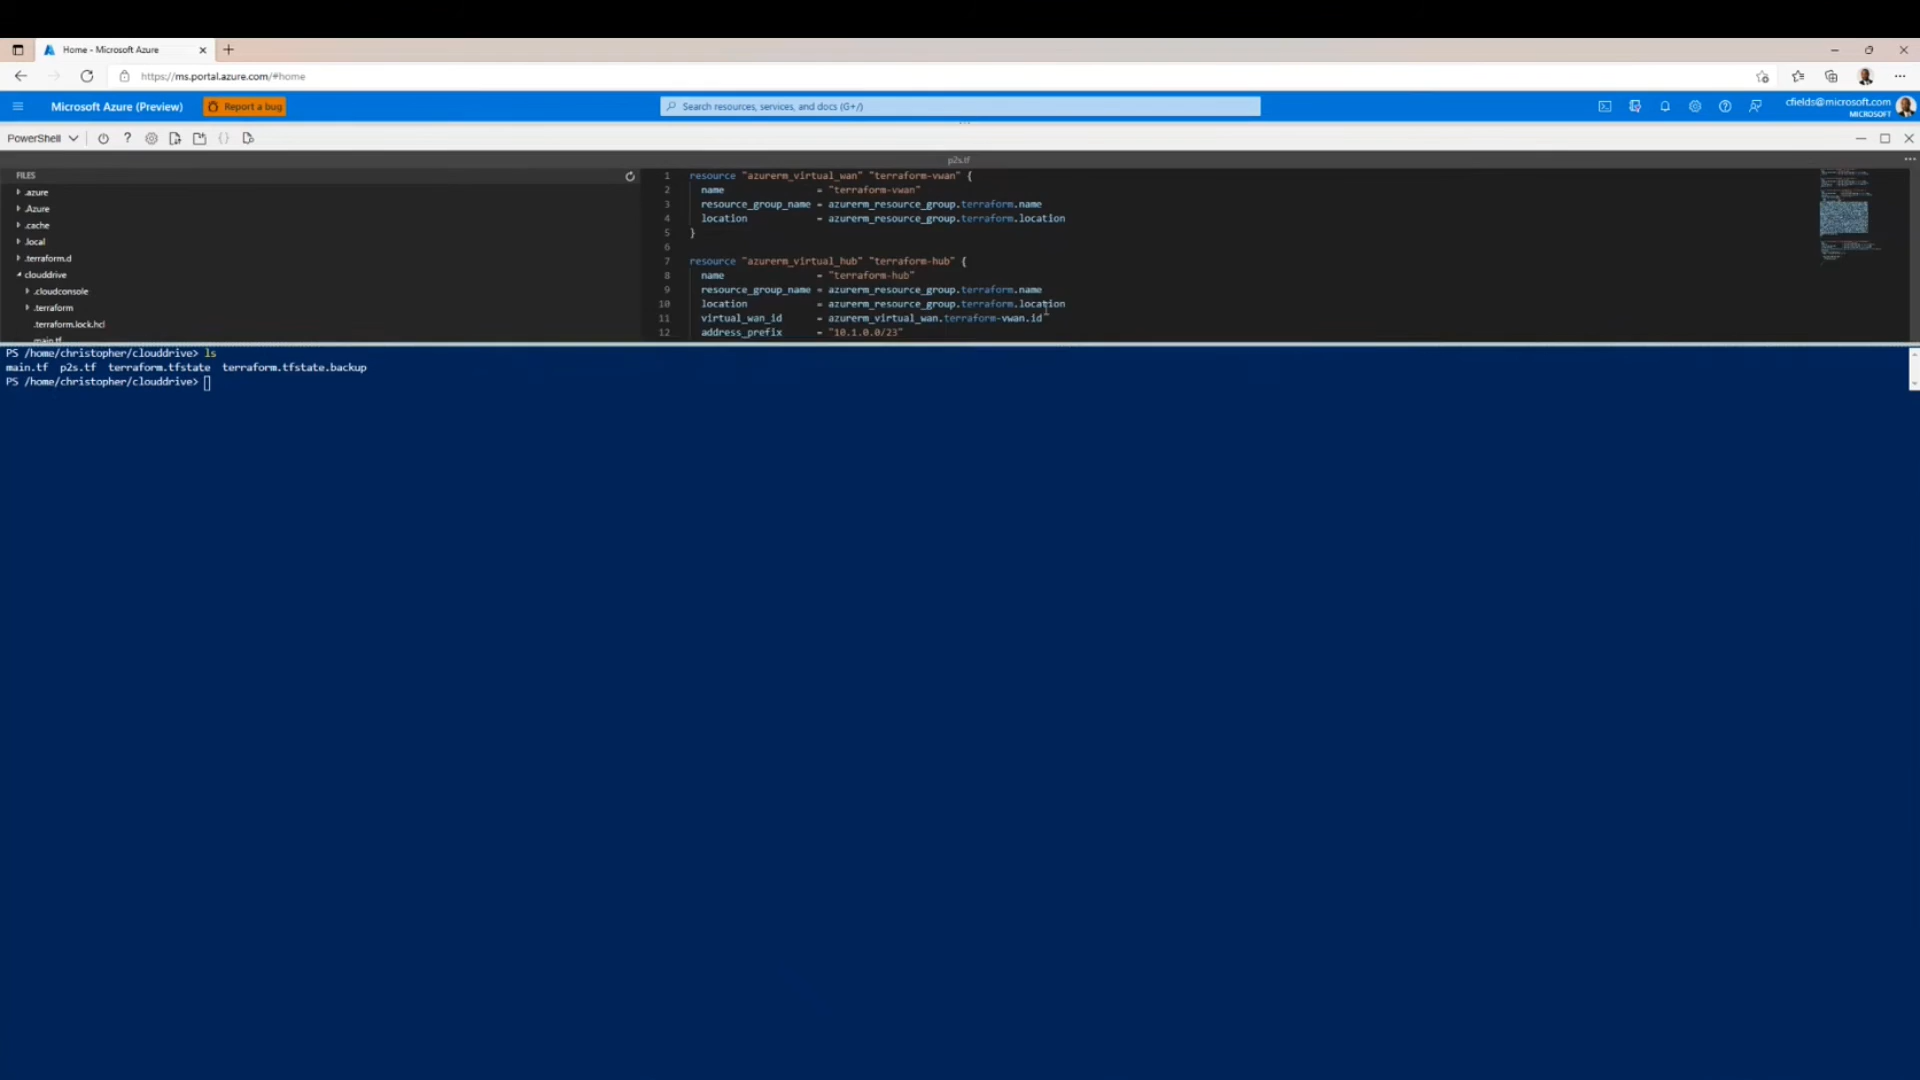 Home - Microsoft Azure
https://ms.portal.azure.com/#home
Microsoft Azure (Preview)
Report a bug
Search resources, services, and docs (G+/)
cfields@microsoft.com
MICROSOFT
PowerShell
p2s.tf
FILES
.azure
.Azure
.cache
.local
.terraform.d
clouddrive
.cloudconsole
.terraform
.terraform.lock.hcl
main.tf
1 resource "azurerm_virtual_wan" "terraform-vwan" {
2 name = "terraform-vwan"
3 resource_group_name = azurerm_resource_group.terraform.name
4 location = azurerm_resource_group.terraform.location
5 }
6
7 resource "azurerm_virtual_hub" "terraform-hub" {
8 name = "terraform-hub"
9 resource_group_name = azurerm_resource_group.terraform.name
10 location = azurerm_resource_group.terraform.location
11 virtual_wan_id = azurerm_virtual_wan.terraform-vwan.id
12 address_prefix = "10.1.0.0/23"
PS /home/christopher/clouddrive> ls
main.tf p2s.tf terraform.tfstate terraform.tfstate.backup
PS /home/christopher/clouddrive>